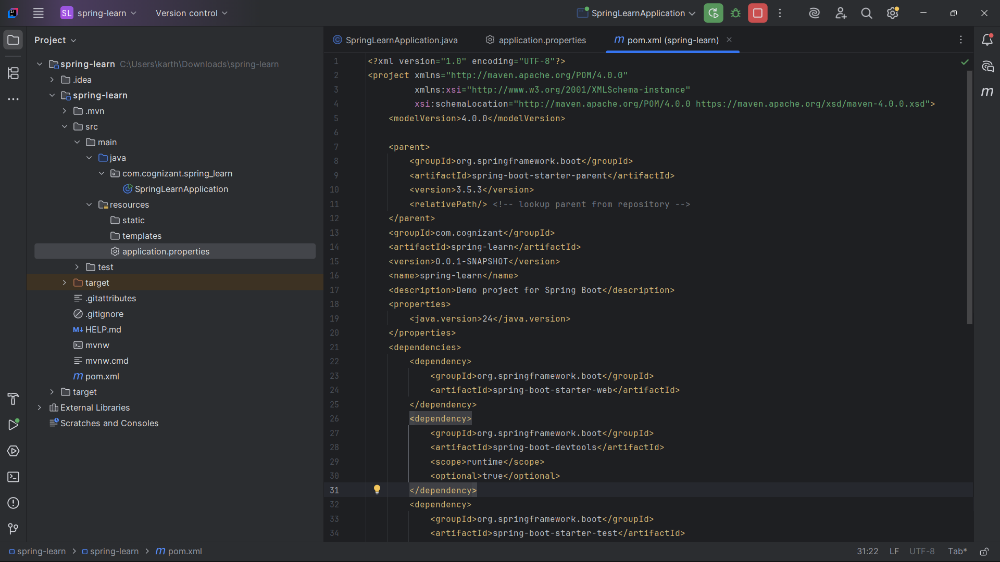 SL spring-learn Version control SpringLearnApplication
Project
spring-learn C:\Users\karth\Downloads\spring-learn
.idea
spring-learn
.mvn
src
main
java
com.cognizant.spring_learn
SpringLearnApplication
resources
static
templates
application.properties
test
target
.gitattributes
.gitignore
M↓ HELP.md
mvnw
mvnw.cmd
m pom.xml
target
External Libraries
Scratches and Consoles
SpringLearnApplication.java application.properties m pom.xml (spring-learn)
1 <?xml version="1.0" encoding="UTF-8"?>
2 <project xmlns="http://maven.apache.org/POM/4.0.0"
3 xmlns:xsi="http://www.w3.org/2001/XMLSchema-instance"
4 xsi:schemaLocation="http://maven.apache.org/POM/4.0.0 https://maven.apache.org/xsd/maven-4.0.0.xsd">
5 <modelVersion>4.0.0</modelVersion>
6
7 <parent>
8 <groupId>org.springframework.boot</groupId>
9 <artifactId>spring-boot-starter-parent</artifactId>
10 <version>3.5.3</version>
11 <relativePath/> <!-- lookup parent from repository -->
12 </parent>
13 <groupId>com.cognizant</groupId>
14 <artifactId>spring-learn</artifactId>
15 <version>0.0.1-SNAPSHOT</version>
16 <name>spring-learn</name>
17 <description>Demo project for Spring Boot</description>
18 <properties>
19 <java.version>24</java.version>
20 </properties>
21 <dependencies>
22 <dependency>
23 <groupId>org.springframework.boot</groupId>
24 <artifactId>spring-boot-starter-web</artifactId>
25 </dependency>
26 <dependency>
27 <groupId>org.springframework.boot</groupId>
28 <artifactId>spring-boot-devtools</artifactId>
29 <scope>runtime</scope>
30 <optional>true</optional>
31 </dependency>
32 <dependency>
33 <groupId>org.springframework.boot</groupId>
34 <artifactId>spring-boot-starter-test</artifactId>
m
spring-learn > spring-learn > m pom.xml 31:22 LF UTF-8 Tab*